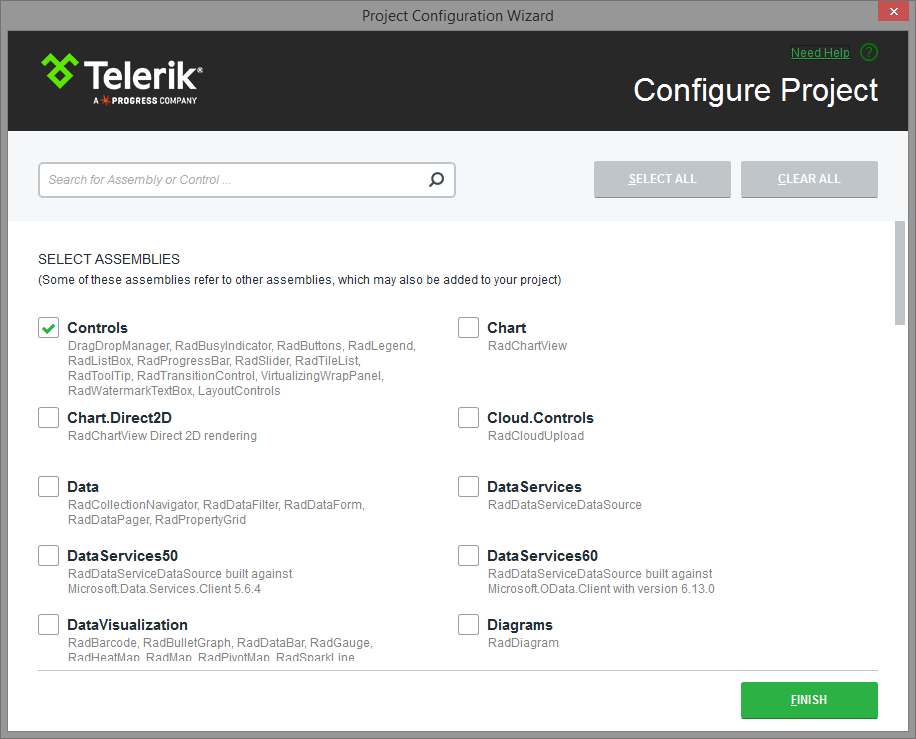 Project Configuration Wizard
Need Help ?
Telerik®
A PROGRESS COMPANY
Configure Project
Search for Assembly or Control ...
SELECT ALL
CLEAR ALL
SELECT ASSEMBLIES
(Some of these assemblies refer to other assemblies, which may also be added to your project)
Controls
DragDropManager, RadBusyIndicator, RadButtons, RadLegend,
RadListBox, RadProgressBar, RadSlider, RadTileList,
RadToolTip, RadTransitionControl, VirtualizingWrapPanel,
RadWatermarkTextBox, LayoutControls
Chart
RadChartView
Chart.Direct2D
RadChartView Direct 2D rendering
Cloud.Controls
RadCloudUpload
Data
RadCollectionNavigator, RadDataFilter, RadDataForm,
RadDataPager, RadPropertyGrid
DataServices
RadDataServiceDataSource
DataServices50
RadDataServiceDataSource built against
Microsoft.Data.Services.Client 5.6.4
DataServices60
RadDataServiceDataSource built against
Microsoft.OData.Client with version 6.13.0
DataVisualization
RadBarcode, RadBulletGraph, RadDataBar, RadGauge,
RadHeatMap, RadMap, RadPivotMap, RadSparkLine
Diagrams
RadDiagram
FINISH